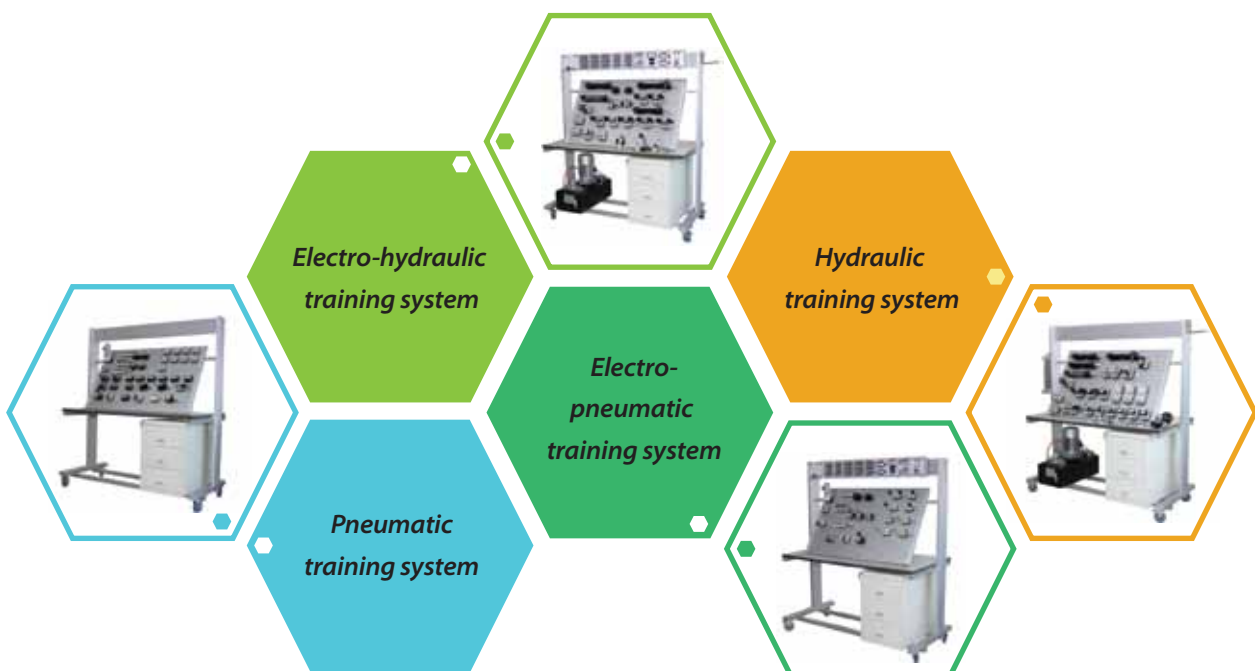 Electro-hydraulic
training system
Hydraulic
training system
Electro-
pneumatic
training system
Pneumatic
training system